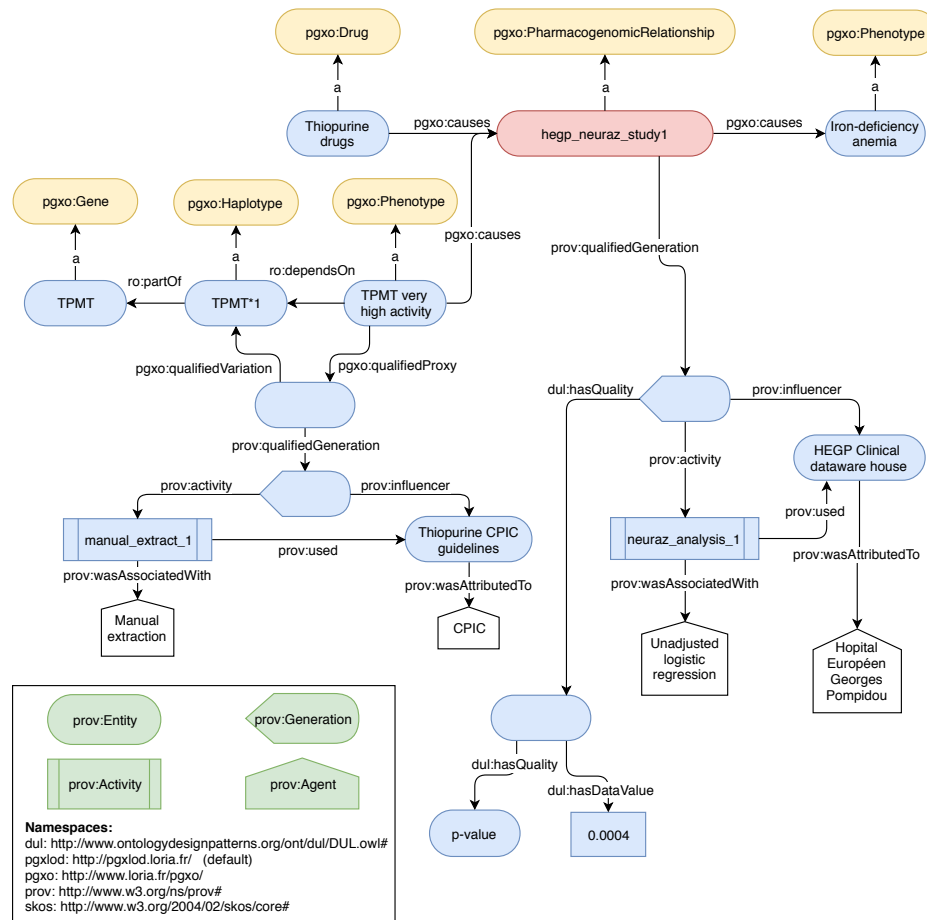 pgxo:Drug
pgxo:PharmacogenomicRelationship
pgxo:Phenotype
a
a
a
Thiopurine
drugs
pgxo:causes
hegp_neuraz_study1
pgxo:causes
Iron-deficiency
anemia
pgxo:Gene
pgxo:Haplotype
pgxo:Phenotype
pgxo:causes
prov:qualifiedGeneration
a
a
a
ro:partOf
ro:dependsOn
TPMT
TPMT*1
TPMT very
high activity
pgxo:qualifiedVariation
pgxo:qualifiedProxy
dul:hasQuality
prov:influencer
prov:qualifiedGeneration
prov:activity
HEGP Clinical
dataware house
prov:activity
prov:influencer
prov:used
manual_extract_1
prov:used
Thiopurine CPIC
guidelines
neuraz_analysis_1
prov:wasAttributedTo
prov:wasAssociatedWith
prov:wasAttributedTo
prov:wasAssociatedWith
Manual
extraction
CPIC
Unadjusted
logistic
regression
Hopital
Européen
Georges
Pompidou
prov:Entity
prov:Generation
prov:Activity
prov:Agent
dul:hasQuality
dul:hasDataValue
p-value
0.0004
Namespaces:
dul: http://www.ontologydesignpatterns.org/ont/dul/DUL.owl#
pgxlod: http://pgxlod.loria.fr/ (default)
pgxo: http://www.loria.fr/pgxo/
prov: http://www.w3.org/ns/prov#
skos: http://www.w3.org/2004/02/skos/core#